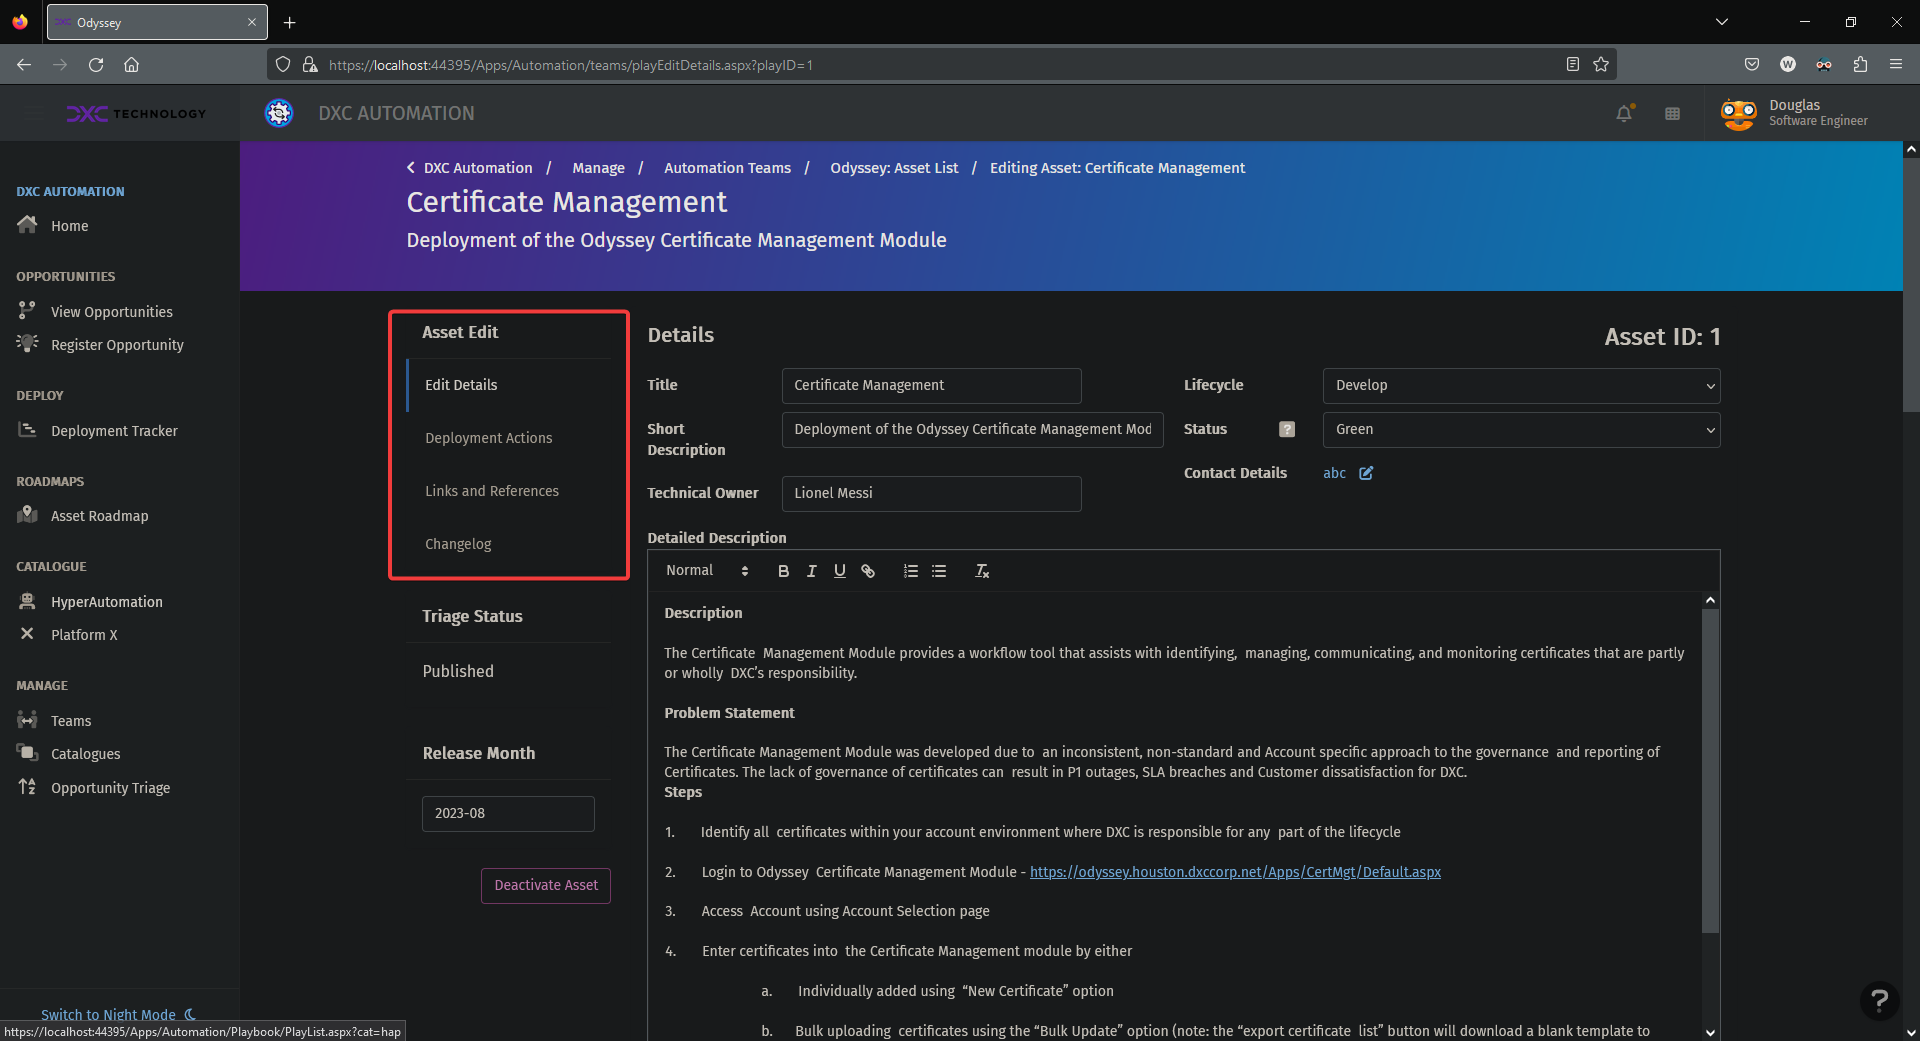 Odyssey
https://localhost:44395/Apps/Automation/teams/playEditDetails.aspx?playID=1
W
DXC TECHNOLOGY
DXC AUTOMATION
Douglas
Software Engineer
DXC AUTOMATION
Home
OPPORTUNITIES
View Opportunities
Register Opportunity
DEPLOY
Deployment Tracker
ROADMAPS
Asset Roadmap
CATALOGUE
HyperAutomation
Platform X
MANAGE
Teams
Catalogues
Opportunity Triage
Switch to Night Mode
https://localhost:44395/Apps/Automation/Playbook/PlayList.aspx?cat=hap
DXC Automation / Manage / Automation Teams / Odyssey: Asset List / Editing Asset: Certificate Management
Certificate Management
Deployment of the Odyssey Certificate Management Module
Asset Edit
Edit Details
Deployment Actions
Links and References
Changelog
Triage Status
Published
Release Month
2023-08
Deactivate Asset
Details
Asset ID: 1
Title
Certificate Management
Lifecycle
Develop
Short Description
Deployment of the Odyssey Certificate Management Mod
Status
?
Green
Contact Details
abc
Technical Owner
Lionel Messi
Detailed Description
Normal
B I U
Description
The Certificate Management Module provides a workflow tool that assists with identifying, managing, communicating, and monitoring certificates that are partly
or wholly DXC’s responsibility.
Problem Statement
The Certificate Management Module was developed due to an inconsistent, non-standard and Account specific approach to the governance and reporting of
Certificates. The lack of governance of certificates can result in P1 outages, SLA breaches and Customer dissatisfaction for DXC.
Steps
1. Identify all certificates within your account environment where DXC is responsible for any part of the lifecycle
2. Login to Odyssey Certificate Management Module - https://odyssey.houston.dxccorp.net/Apps/CertMgt/Default.aspx
3. Access Account using Account Selection page
4. Enter certificates into the Certificate Management module by either
a. Individually added using “New Certificate” option
b. Bulk uploading certificates using the “Bulk Update” option (note: the “export certificate list” button will download a blank template to
?